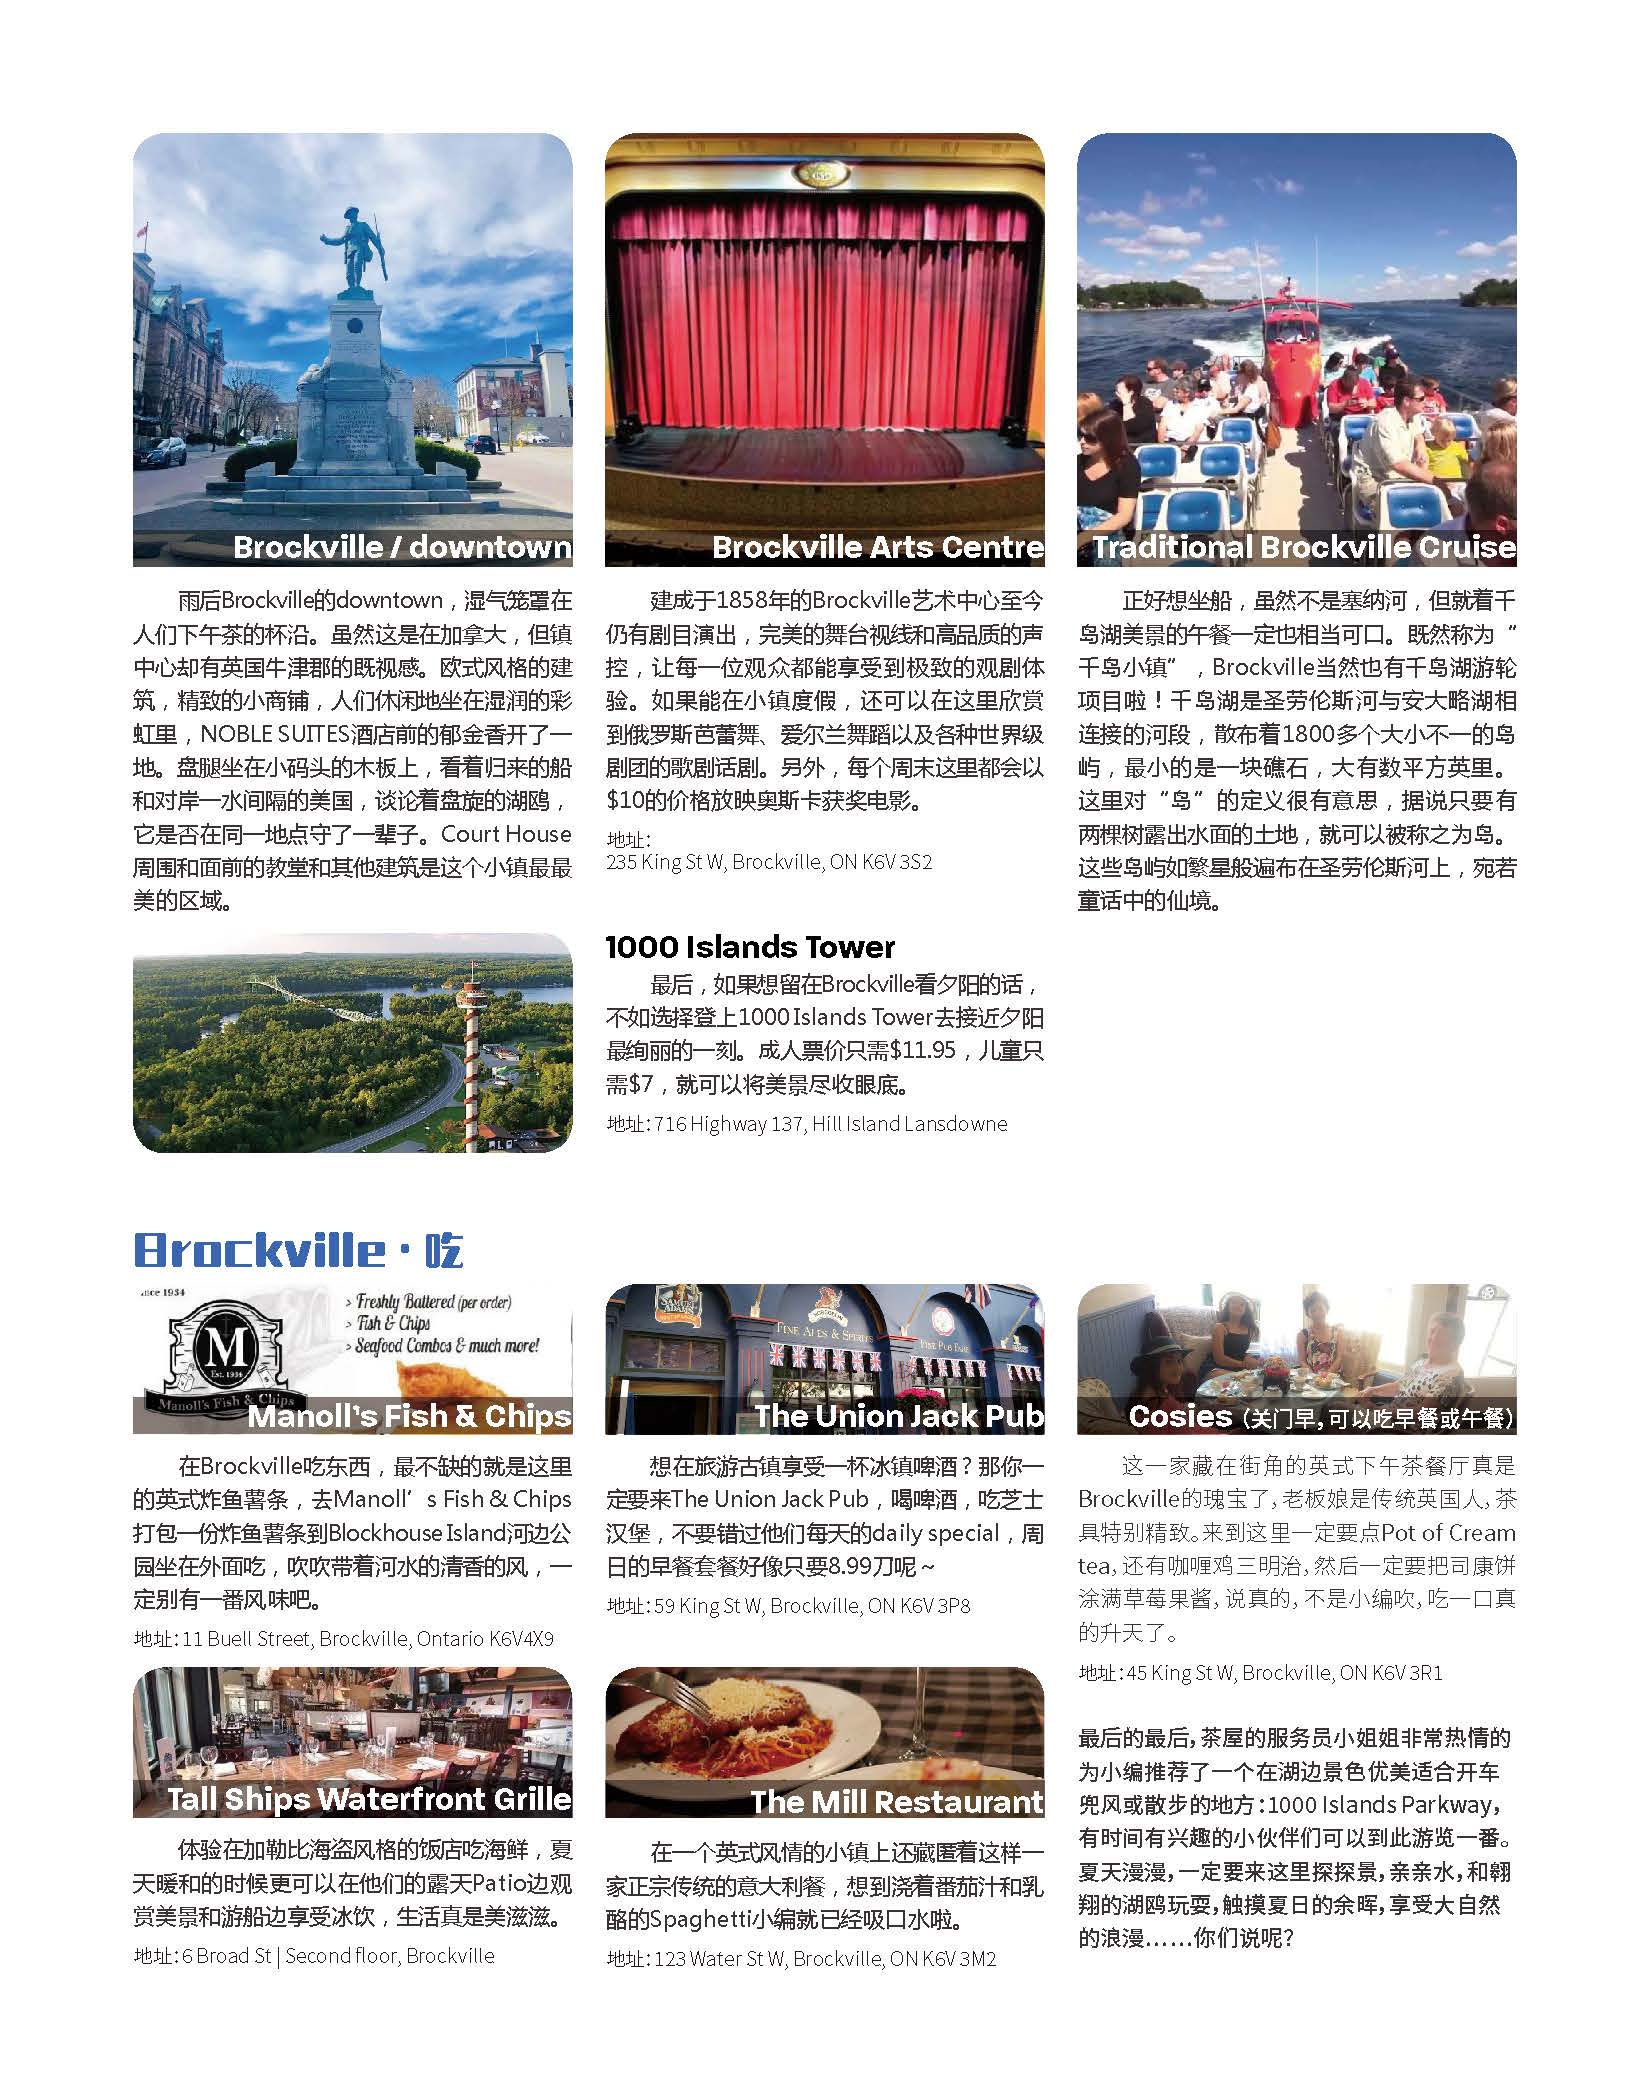 Brockville / downtown
雨后Brockville的downtown，湿气笼罩在
人们下午茶的杯沿。虽然这是在加拿大，但镇
中心却有英国牛津郡的既视感。欧式风格的建
筑，精致的小商铺，人们休闲地坐在湿润的彩
虹里，NOBLE SUITES酒店前的郁金香开了一
地。盘腿坐在小码头的木板上，看着归来的船
和对岸一水间隔的美国，谈论着盘旋的湖鸥，
它是否在同一地点守了一辈子。Court House
周围和面前的教堂和其他建筑是这个小镇最最
美的区域。
Brockville Arts Centre
建成于1858年的Brockville艺术中心至今
仍有剧目演出，完美的舞台视线和高品质的声
控，让每一位观众都能享受到极致的观剧体
验。如果能在小镇度假，还可以在这里欣赏
到俄罗斯芭蕾舞、爱尔兰舞蹈以及各种世界级
剧团的歌剧话剧。另外，每个周末这里都会以
$10的价格放映奥斯卡获奖电影。
地址：
235 King St W, Brockville, ON K6V 3S2
Traditional Brockville Cruise
正好想坐船，虽然不是塞纳河，但就着千
岛湖美景的午餐一定也相当可口。既然称为“
千岛小镇”，Brockville当然也有千岛湖游轮
项目啦！千岛湖是圣劳伦斯河与安大略湖相
连接的河段，散布着1800多个大小不一的岛
屿，最小的是一块礁石，大有数平方英里。
这里对“岛”的定义很有意思，据说只要有
两棵树露出水面的土地，就可以被称之为岛。
这些岛屿如繁星般遍布在圣劳伦斯河上，宛若
童话中的仙境。
1000 Islands Tower
最后，如果想留在Brockville看夕阳的话，
不如选择登上1000 Islands Tower去接近夕阳
最绚丽的一刻。成人票价只需$11.95，儿童只
需$7，就可以将美景尽收眼底。
地址：716 Highway 137, Hill Island Lansdowne
Brockville·吃
ince 1934
› Freshly Battered (per order)
› Fish & Chips
› Seafood Combos & much more!
M
Est. 1934
Manoll's Fish & Chips
Manoll's Fish & Chips
在Brockville吃东西，最不缺的就是这里
的英式炸鱼薯条，去Manoll’s Fish & Chips
打包一份炸鱼薯条到Blockhouse Island河边公
园坐在外面吃，吹吹带着河水的清香的风，一
定别有一番风味吧。
地址：11 Buell Street, Brockville, Ontario K6V4X9
SAMUEL
ADAMS
FINE ALES & SPIRITS
FINE PUB FARE
The Union Jack Pub
想在旅游古镇享受一杯冰镇啤酒？那你一
定要来The Union Jack Pub，喝啤酒，吃芝士
汉堡，不要错过他们每天的daily special，周
日的早餐套餐好像只要8.99刀呢~
地址：59 King St W, Brockville, ON K6V 3P8
Cosies（关门早，可以吃早餐或午餐）
这一家藏在街角的英式下午茶餐厅真是
Brockville的瑰宝了，老板娘是传统英国人，茶
具特别精致。来到这里一定要点Pot of Cream
tea，还有咖喱鸡三明治，然后一定要把司康饼
涂满草莓果酱，说真的，不是小编吹，吃一口真
的升天了。
地址：45 King St W, Brockville, ON K6V 3R1
Tall Ships Waterfront Grille
体验在加勒比海盗风格的饭店吃海鲜，夏
天暖和的时候更可以在他们的露天Patio边观
赏美景和游船边享受冰饮，生活真是美滋滋。
地址：6 Broad St | Second floor, Brockville
The Mill Restaurant
在一个英式风情的小镇上还藏匿着这样一
家正宗传统的意大利餐，想到浇着番茄汁和乳
酪的Spaghetti小编就已经吸口水啦。
地址：123 Water St W, Brockville, ON K6V 3M2
最后的最后，茶屋的服务员小姐姐非常热情的
为小编推荐了一个在湖边景色优美适合开车
兜风或散步的地方：1000 Islands Parkway，
有时间有兴趣的小伙伴们可以到此游览一番。
夏天漫漫，一定要来这里探探景，亲亲水，和翱
翔的湖鸥玩耍，触摸夏日的余晖，享受大自然
的浪漫……你们说呢？